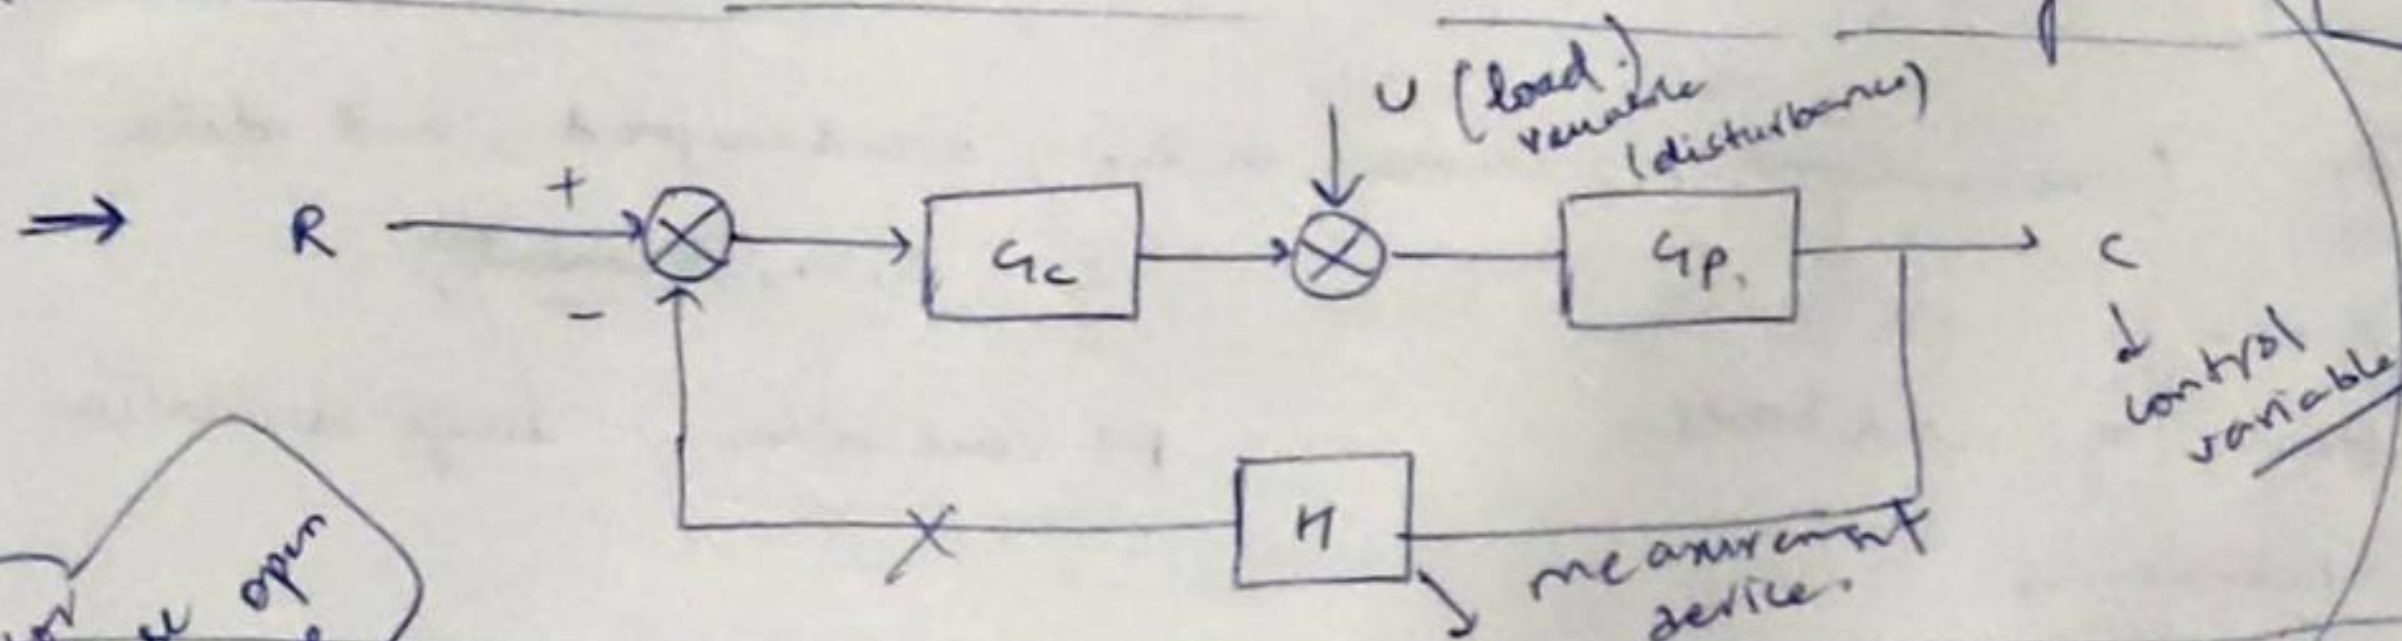 U (load)
variable
(disturbance)
+
R
Gc
Gp.
C
-
control
variable
H
measurement
device.
open